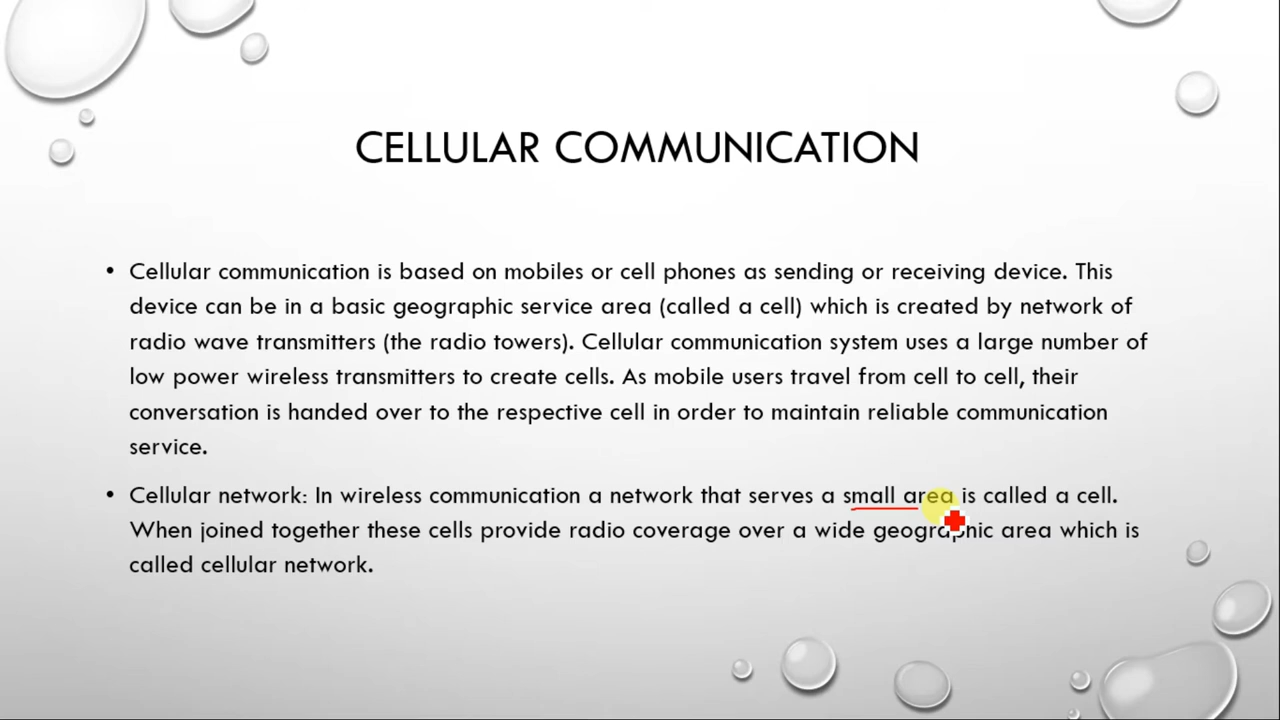 CELLULAR COMMUNICATION
• Cellular communication is based on mobiles or cell phones as sending or receiving device. This
device can be in a basic geographic service area (called a cell) which is created by network of
radio wave transmitters (the radio towers). Cellular communication system uses a large number of
low power wireless transmitters to create cells. As mobile users travel from cell to cell, their
conversation is handed over to the respective cell in order to maintain reliable communication
service.
• Cellular network: In wireless communication a network that serves a small area is called a cell.
When joined together these cells provide radio coverage over a wide geographic area which is
called cellular network.